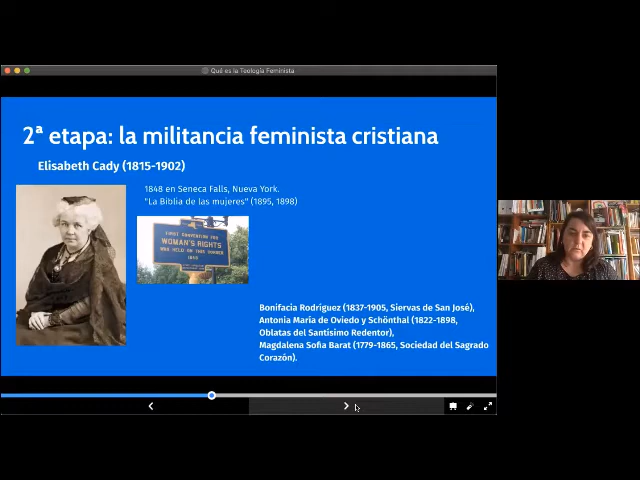 Qué es la Teología Feminista
2ª etapa: la militancia feminista cristiana
Elisabeth Cady (1815-1902)
1848 en Seneca Falls, Nueva York.
"La Biblia de las mujeres" (1895, 1898)
FIRST CONVENTION FOR
WOMAN'S RIGHTS
WAS HELD ON THIS CORNER
1848
Bonifacia Rodríguez (1837-1905, Siervas de San José),
Antonia María de Oviedo y Schönthal (1822-1898,
Oblatas del Santísimo Redentor),
Magdalena Sofía Barat (1779-1865, Sociedad del Sagrado
Corazón).